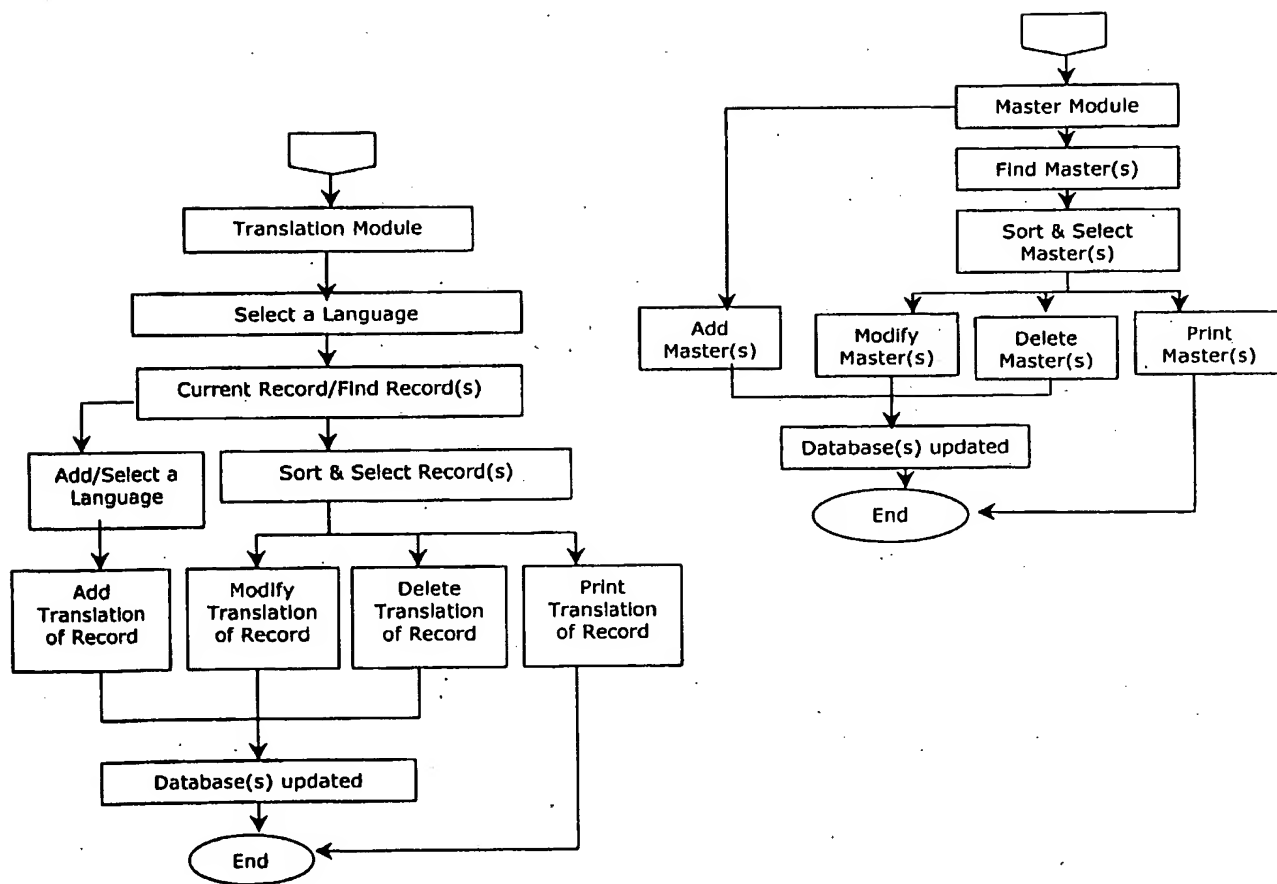 Translation Module
Select a Language
Current Record/Find Record(s)
Add/Select a
Language
Sort & Select Record(s)
Add
Translation
of Record
Modify
Translation
of Record
Delete
Translation
of Record
Print
Translation
of Record
Database(s) updated
End
Master Module
Find Master(s)
Sort & Select
Master(s)
Add
Master(s)
Modify
Master(s)
Delete
Master(s)
Print
Master(s)
Database(s) updated
End